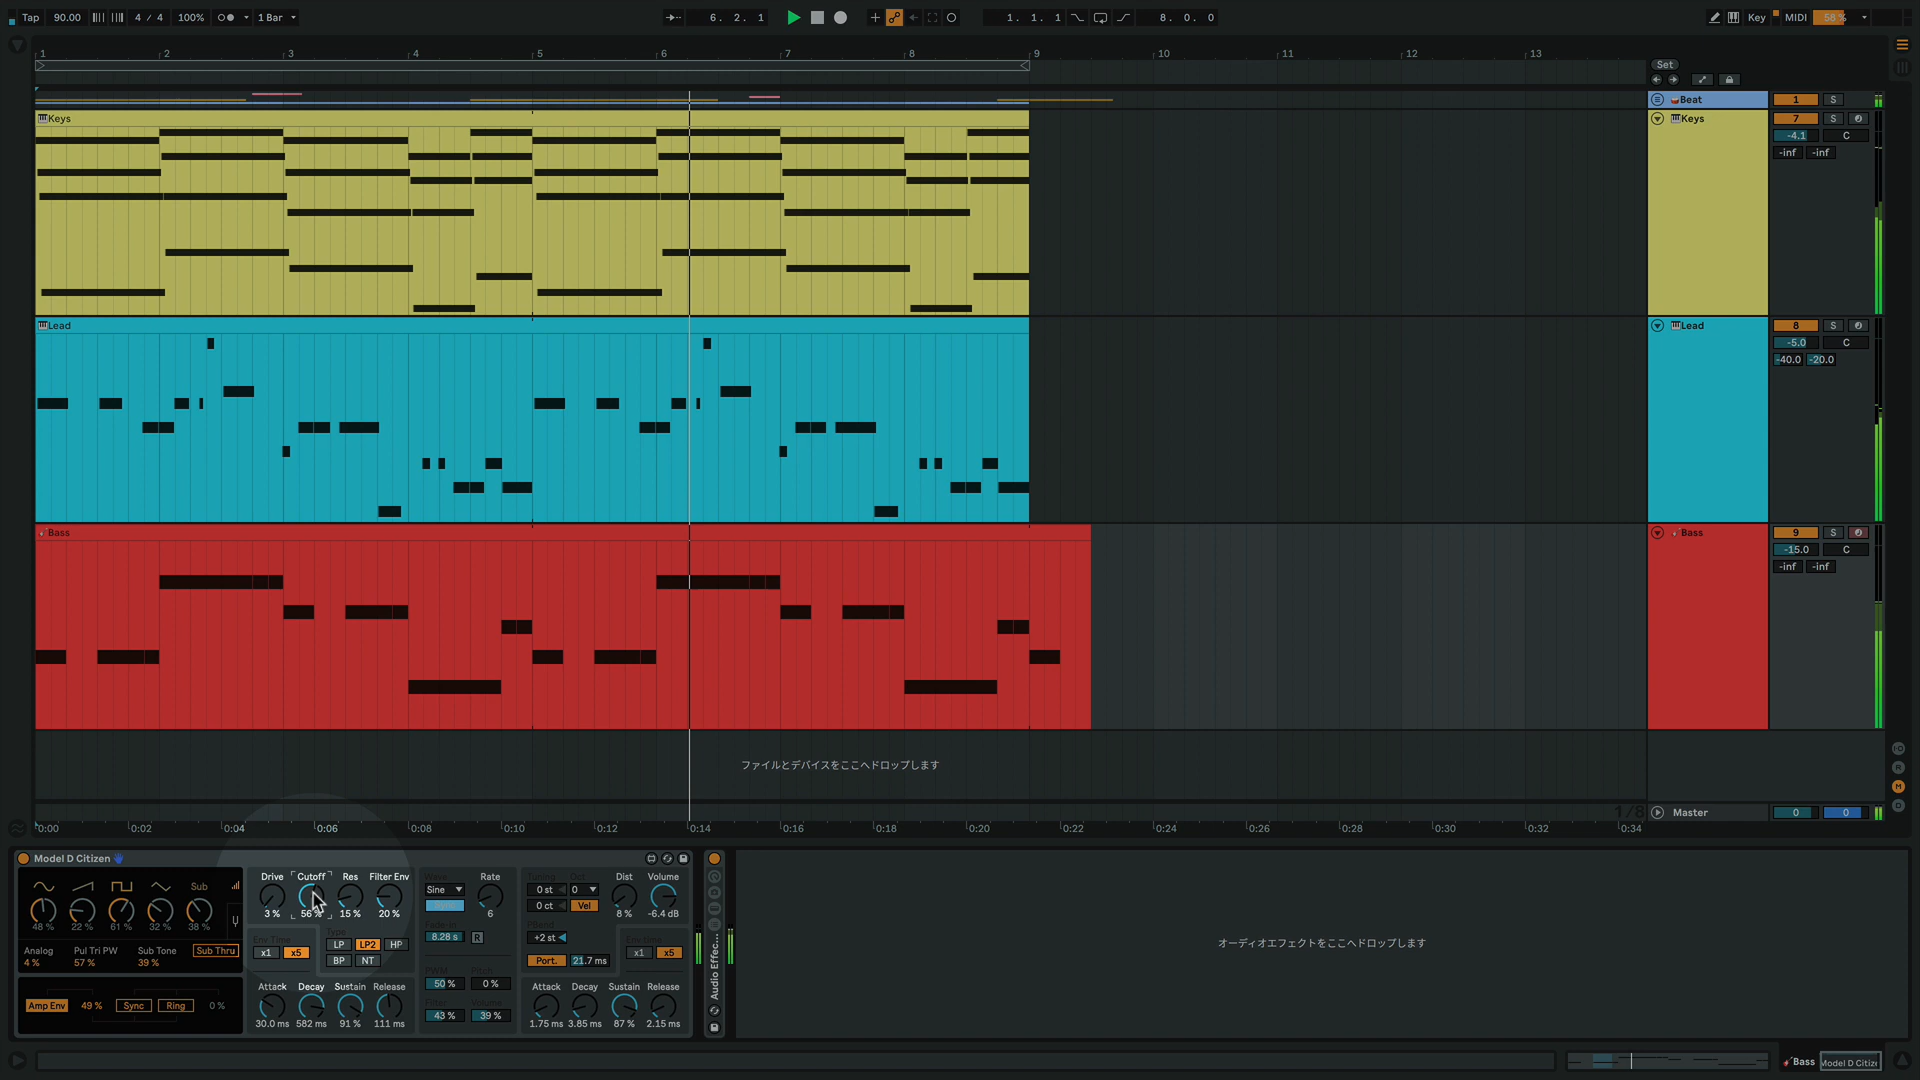 Tap 90.00 4 / 4 100% 1 Bar 6. 2. 1 1. 1. 1 8. 0. 0 Key MIDI 58 %
1 2 3 4 5 6 7 8 9 10 11 12 13
Set
Beat 1 S
Keys
Keys 7 S
-4.1 C
-inf -inf
Lead
Lead 8 S
-5.0 C
-40.0 -20.0
Bass
Bass 9 S
-15.0 C
-inf -inf
ファイルとデバイスをここへドロップします
1/8
Master 0 0
0:00 0:02 0:04 0:06 0:08 0:10 0:12 0:14 0:16 0:18 0:20 0:22 0:24 0:26 0:28 0:30 0:32 0:34
Model D Citizen
Sub
48 % 22 % 61 % 32 % 38 %
Analog Pul Tri PW Sub Tone Sub Thru
4 % 57 % 39 %
Amp Env 49 % Sync Ring 0 %
Drive Cutoff Res Filter Env
3 % 56 % 15 % 20 %
Env Time Type
x1 x5 LP LP2 HP
BP NT
Attack Decay Sustain Release
30.0 ms 582 ms 91 % 111 ms
Wave Rate
Sine
6
Fade-in
8.28 s R
PWM Pitch
50 % 0 %
Filter Volume
43 % 39 %
Tuning Oct Dist Volume
0 st 0
0 ct Vel
8 % -6.4 dB
PBend
+2 st
Env Time
Port. 21.7 ms x1 x5
Attack Decay Sustain Release
1.75 ms 3.85 ms 87 % 2.15 ms
Audio Effec...
オーディオエフェクトをここへドロップします
Bass Model D Citiz
H·O
R
M
D